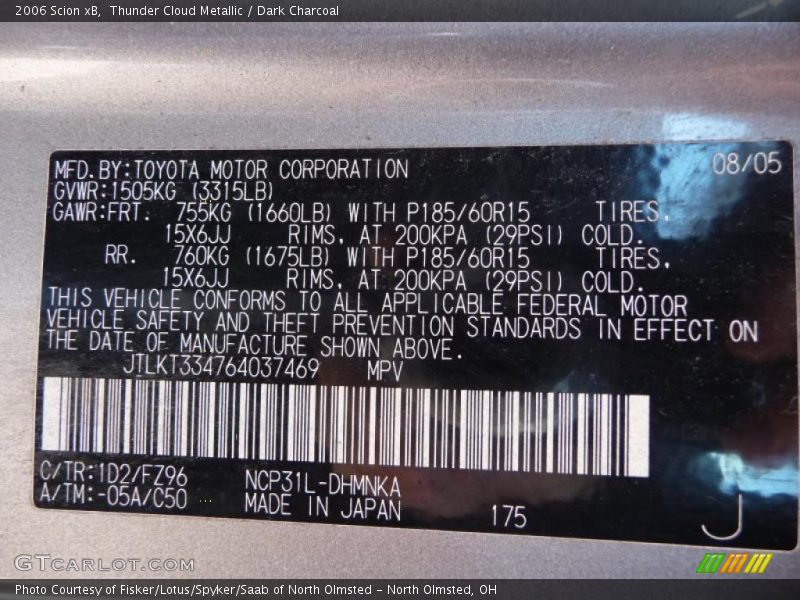 2006 Scion xB,  Thunder Cloud Metallic / Dark Charcoal
MFD. BY: TOYOTA MOTOR CORPORATION 08/05
GVWR: 1505KG (3315LB)
GAWR: FRT. 755KG (1660LB) WITH P185/60R15 TIRES,
15X6JJ RIMS, AT 200KPA (29PSI) COLD.
RR. 760KG (1675LB) WITH P185/60R15 TIRES,
15X6JJ RIMS, AT 200KPA (29PSI) COLD.
THIS VEHICLE CONFORMS TO ALL APPLICABLE FEDERAL MOTOR
VEHICLE SAFETY AND THEFT PREVENTION STANDARDS IN EFFECT ON
THE DATE OF MANUFACTURE SHOWN ABOVE.
JTLKT334764037469 MPV
C/TR: 1D2/FZ96 NCP31L-DHMNKA
A/TM: -05A/C50 MADE IN JAPAN 175 J
GTCARLOT.COM
Photo Courtesy of Fisker/Lotus/Spyker/Saab of North Olmsted - North Olmsted, OH